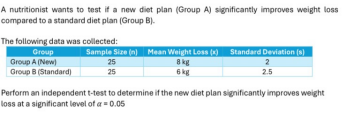 A nutritionist wants to test if a new diet plan (Group A) significantly improves weight loss
compared to a standard diet plan (Group B).
The following data was collected:
Group Sample Size (n) Mean Weight Loss (x) Standard Deviation (s)
Group A (New) 25 8 kg 2
Group B (Standard) 25 6 kg 2.5
Perform an independent t-test to determine if the new diet plan significantly improves weight
loss at a significant level of α = 0.05